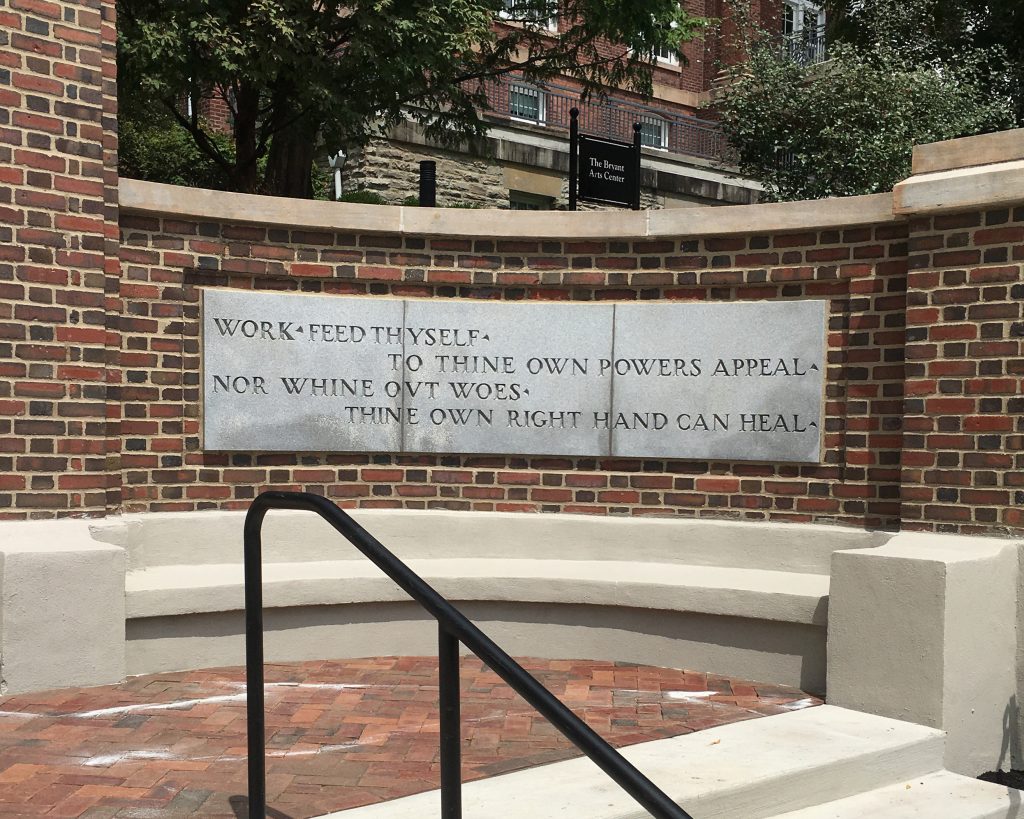 The Bryant
Arts Center
WORK‣FEED THYSELF‣
TO THINE OWN POWERS APPEAL‣
NOR WHINE OVT WOES‣
THINE OWN RIGHT HAND CAN HEAL‣